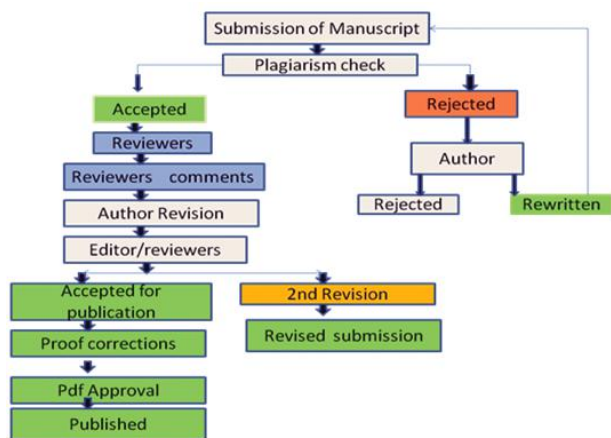 Submission of Manuscript
Plagiarism check
Accepted
Rejected
Reviewers
Author
Reviewers comments
Rejected
Rewritten
Author Revision
Editor/reviewers
Accepted for
publication
2nd Revision
Proof corrections
Revised submission
Pdf Approval
Published